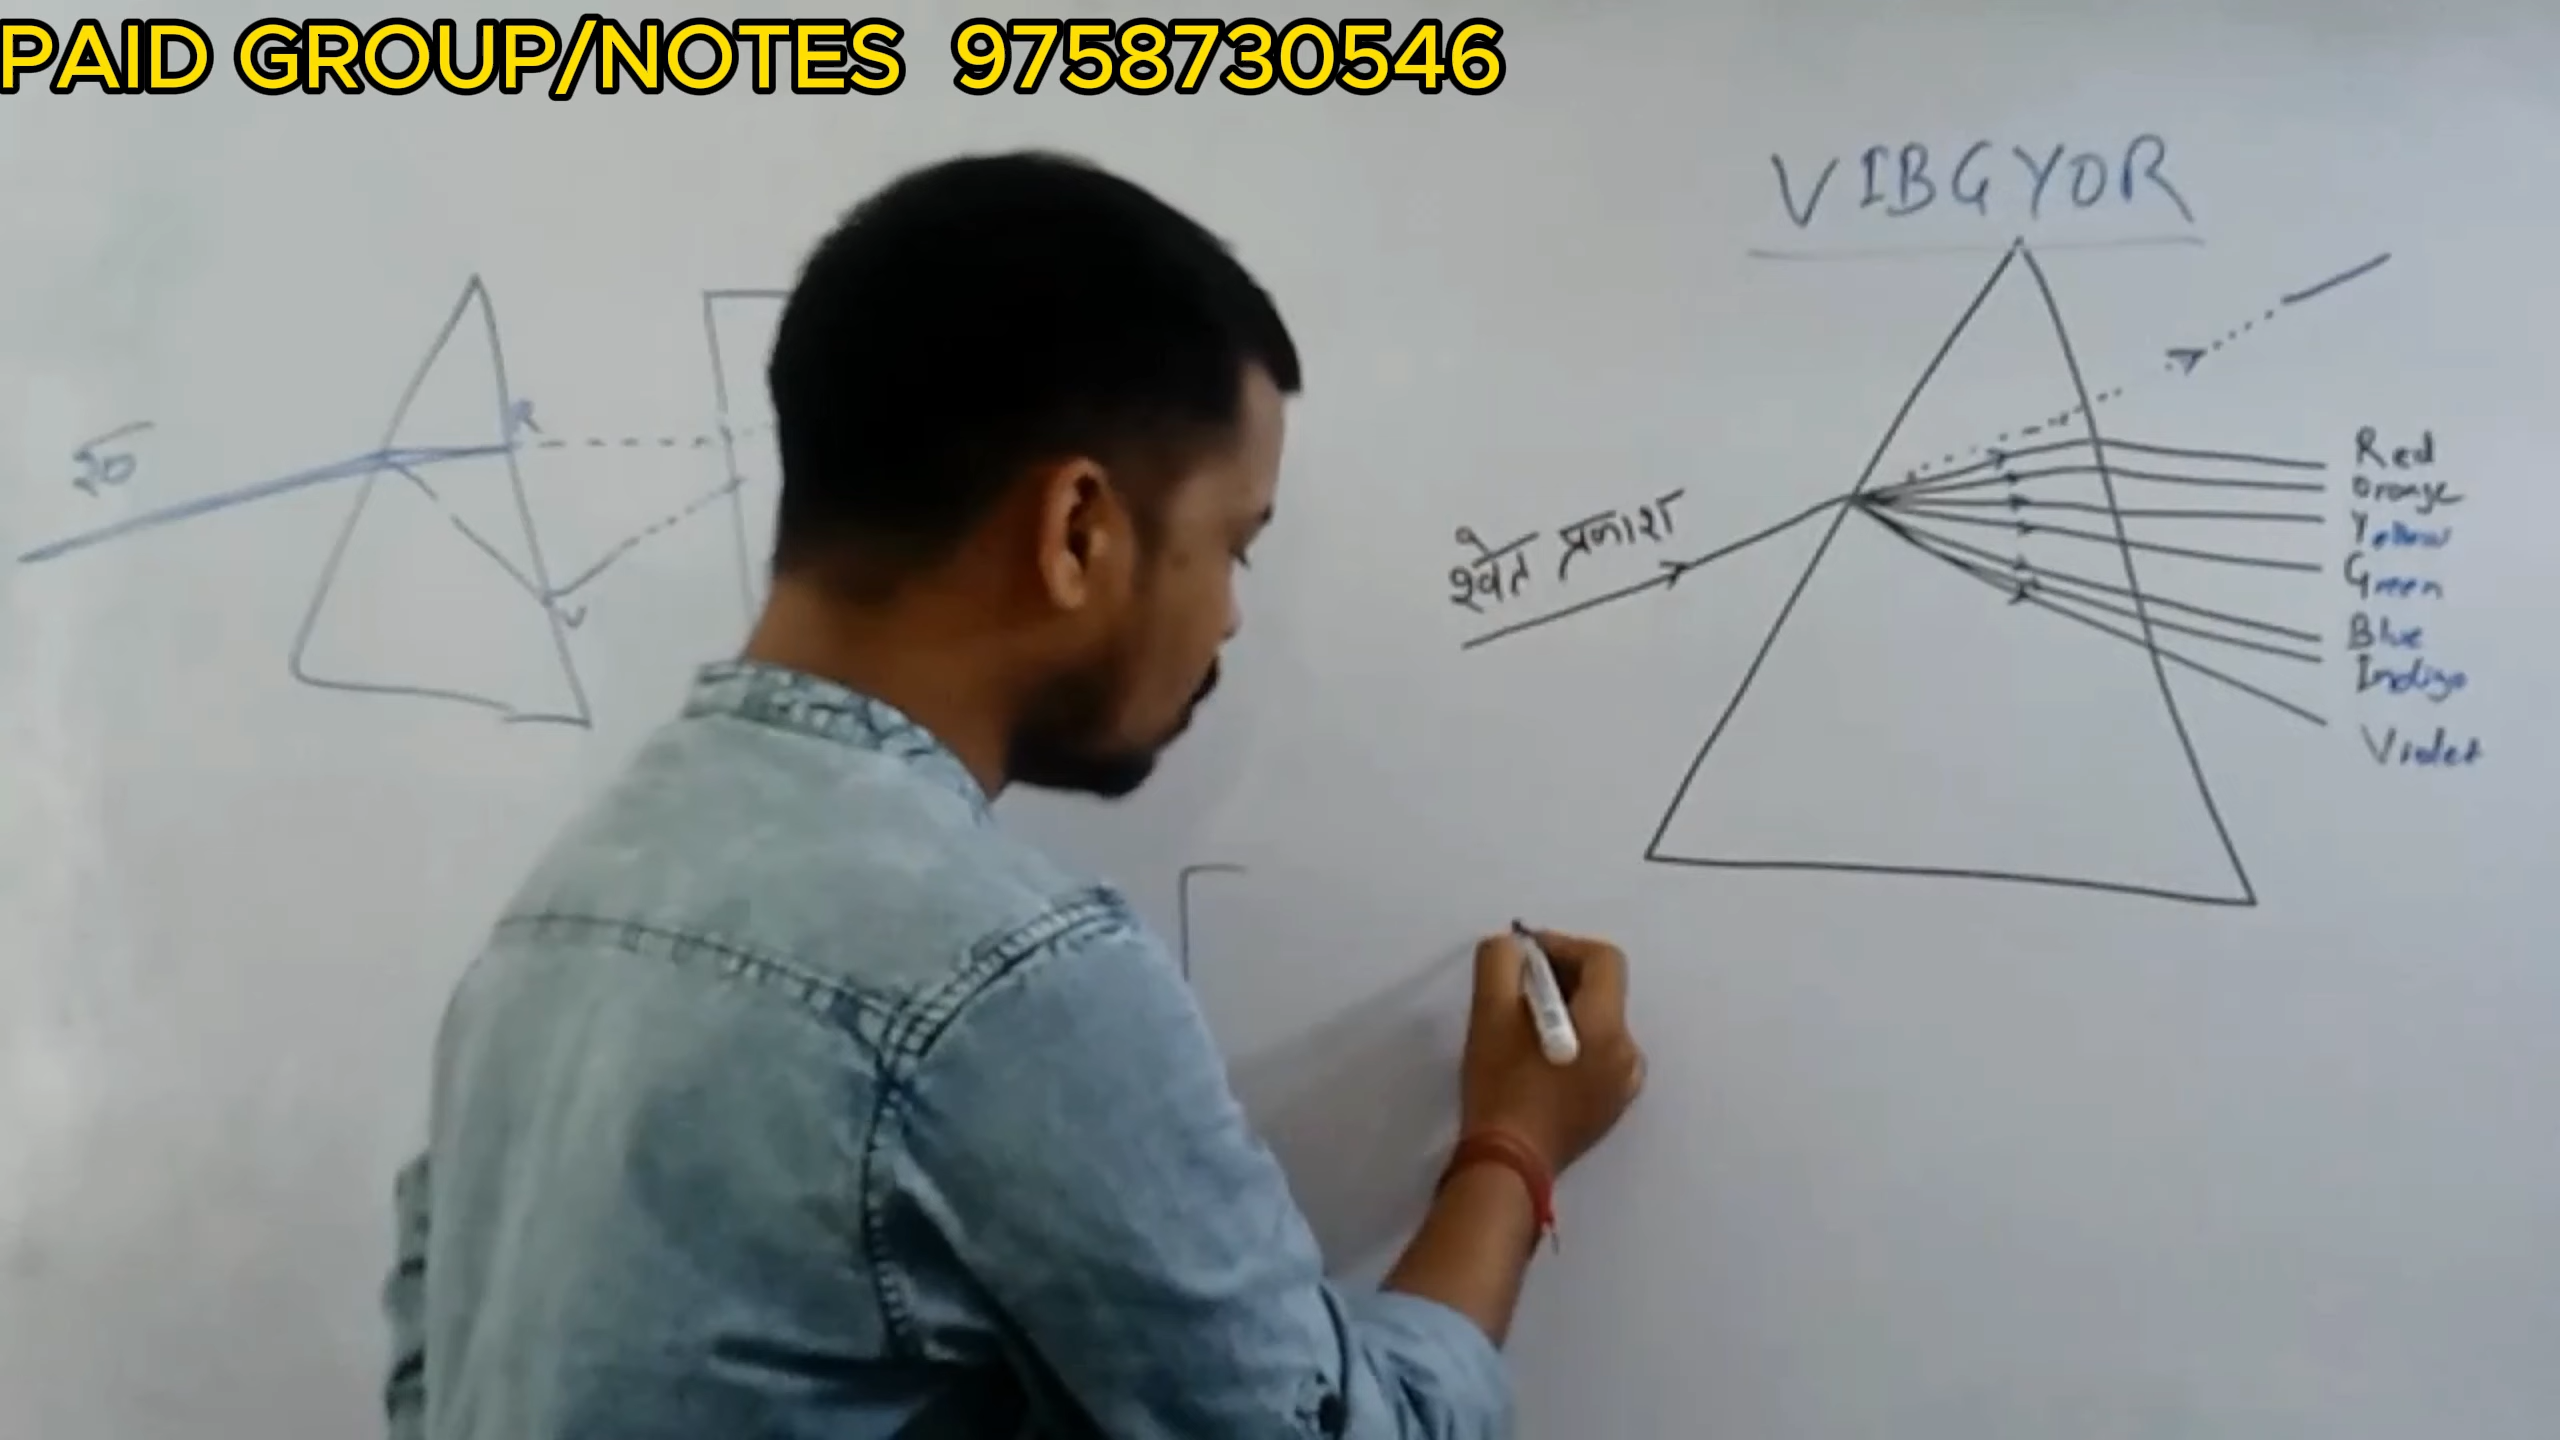 PAID GROUP/NOTES 9758730546
VIBGYOR
R
V
श्वेत प्रकाश
Red
Orange
Yellow
Green
Blue
Indigo
Violet